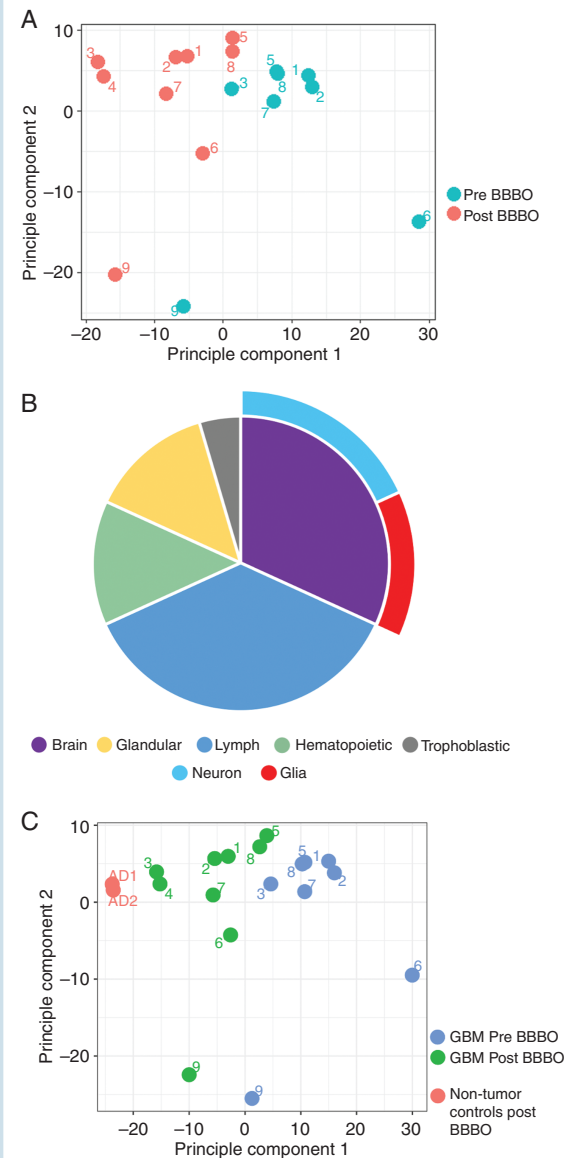 A
10
0
−10
−20
Principle component 2
3
4
2
1
7
5
8
6
9
3
5
8
7
1
2
6
9
−20 −10 0 10 20 30
Principle component 1
Pre BBBO
Post BBBO
B
Brain Glandular Lymph Hematopoietic Trophoblastic
Neuron Glia
C
10
0
−10
−20
Principle component 2
AD1
AD2
3
4
2
1
7
8
5
6
9
3
5
8
1
7
2
6
9
−20 −10 0 10 20 30
Principle component 1
GBM Pre BBBO
GBM Post BBBO
Non-tumor
controls post
BBBO